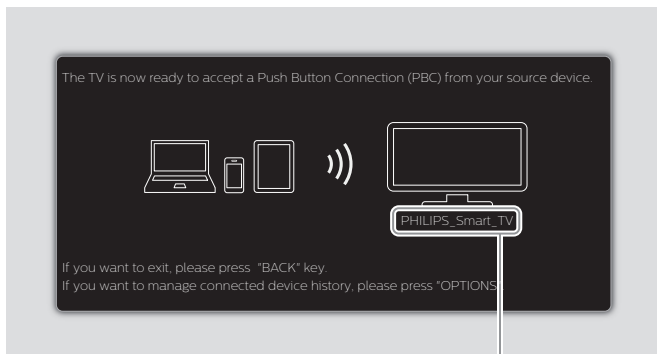 The TV is now ready to accept a Push Button Connection (PBC) from your source device.
PHILIPS_Smart_TV
If you want to exit, please press "BACK" key.
If you want to manage connected device history, please press "OPTIONS"